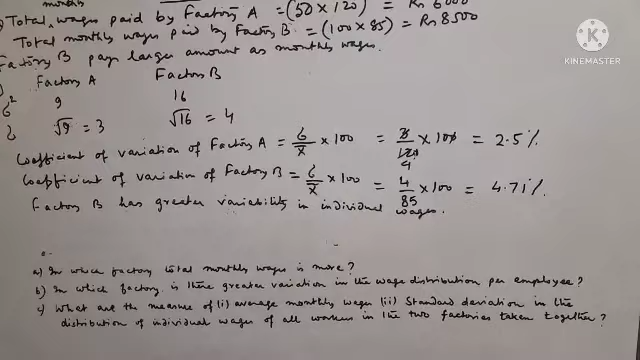 months
) Total wages paid by Factory A = (50 × 120) = Rs 6000
Total monthly wages paid by Factory B = (100 × 85) = Rs 8500
Factory B pays larger amount as monthly wages.
Factory A Factory B
σ² 9 16
σ √9 = 3 √16 = 4
Coefficient of variation of Factory A = σ/x̄ × 100 = 3/120 × 100 = 2.5%
4
Coefficient of variation of Factory B = σ/x̄ × 100 = 4/85 × 100 = 4.71%
Factory B has greater variability in individual wages.
a) In which factory total monthly wages is more?
b) In which factory is there greater variation in the wage distribution per employee?
c) What are the measure of (i) average monthly wages (ii) Standard deviation in the
distribution of individual wages of all workers in the two factories taken together?
KINEMASTER